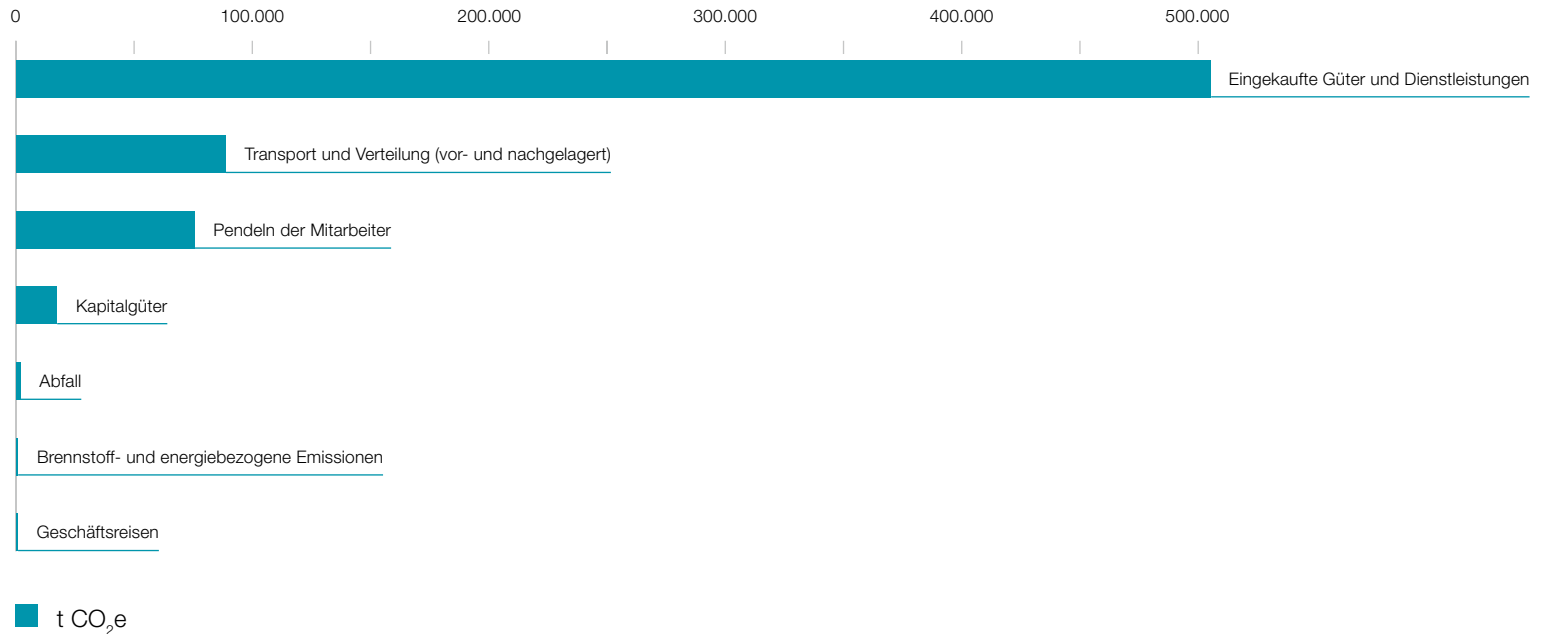 0 100.000 200.000 300.000 400.000 500.000
Eingekaufte Güter und Dienstleistungen
Transport und Verteilung (vor- und nachgelagert)
Pendeln der Mitarbeiter
Kapitalgüter
Abfall
Brennstoff- und energiebezogene Emissionen
Geschäftsreisen
t CO₂e